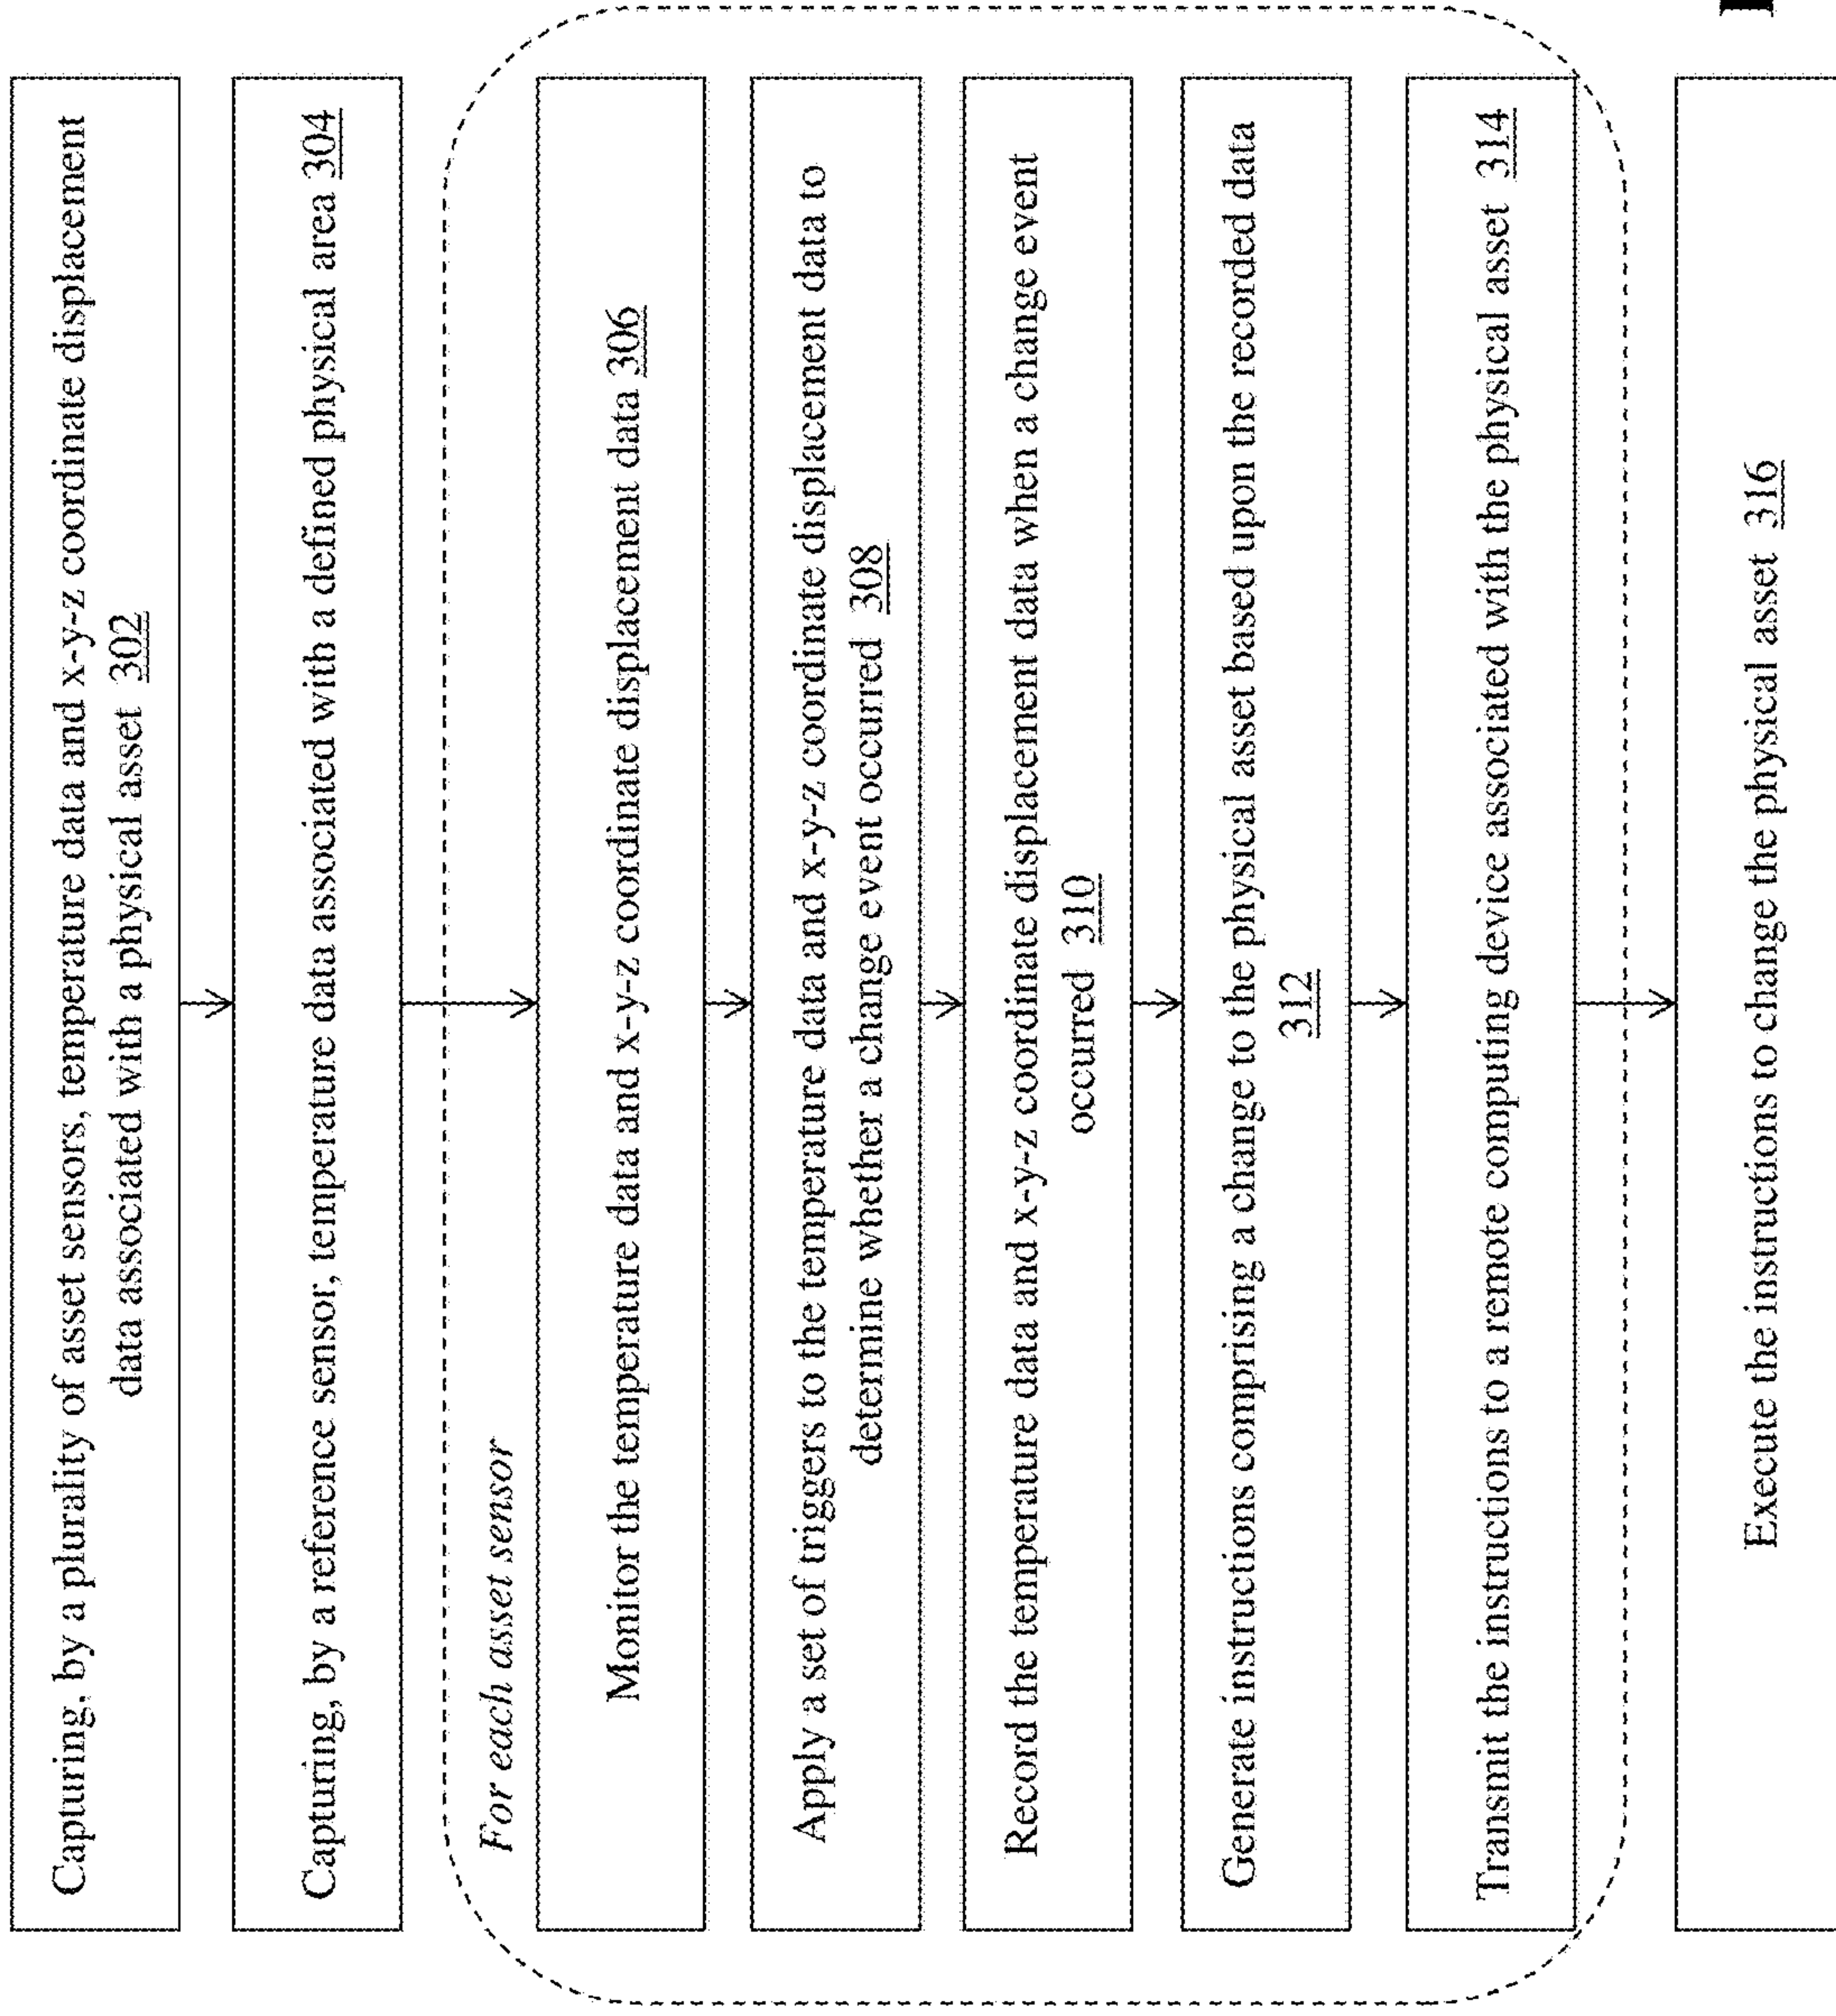 Capturing, by a plurality of asset sensors, temperature data and x-y-z coordinate displacement
data associated with a physical asset 302
Capturing, by a reference sensor, temperature data associated with a defined physical area 304
For each asset sensor
Monitor the temperature data and x-y-z coordinate displacement data 306
Apply a set of triggers to the temperature data and x-y-z coordinate displacement data to
determine whether a change event occurred 308
Record the temperature data and x-y-z coordinate displacement data when a change event
occurred 310
Generate instructions comprising a change to the physical asset based upon the recorded data
312
Transmit the instructions to a remote computing device associated with the physical asset 314
Execute the instructions to change the physical asset 316